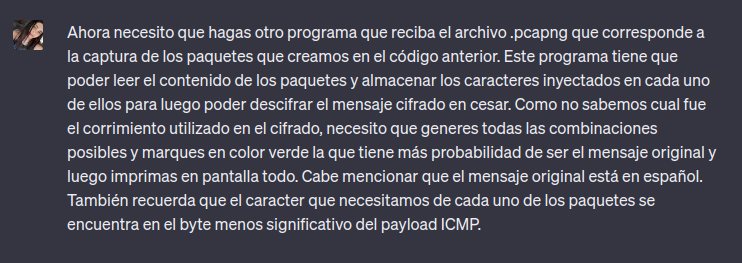 Ahora necesito que hagas otro programa que reciba el archivo .pcapng que corresponde a
la captura de los paquetes que creamos en el código anterior. Este programa tiene que
poder leer el contenido de los paquetes y almacenar los caracteres inyectados en cada uno
de ellos para luego poder descifrar el mensaje cifrado en cesar. Como no sabemos cual fue
el corrimiento utilizado en el cifrado, necesito que generes todas las combinaciones
posibles y marques en color verde la que tiene más probabilidad de ser el mensaje original y
luego imprimas en pantalla todo. Cabe mencionar que el mensaje original está en español.
También recuerda que el caracter que necesitamos de cada uno de los paquetes se
encuentra en el byte menos significativo del payload ICMP.